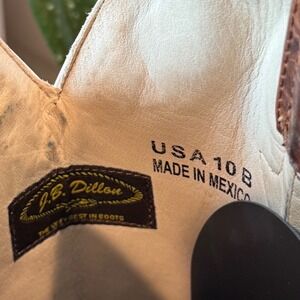 J.B. Dillon
THE VERY BEST IN BOOTS
USA 10 B
MADE IN MEXICO